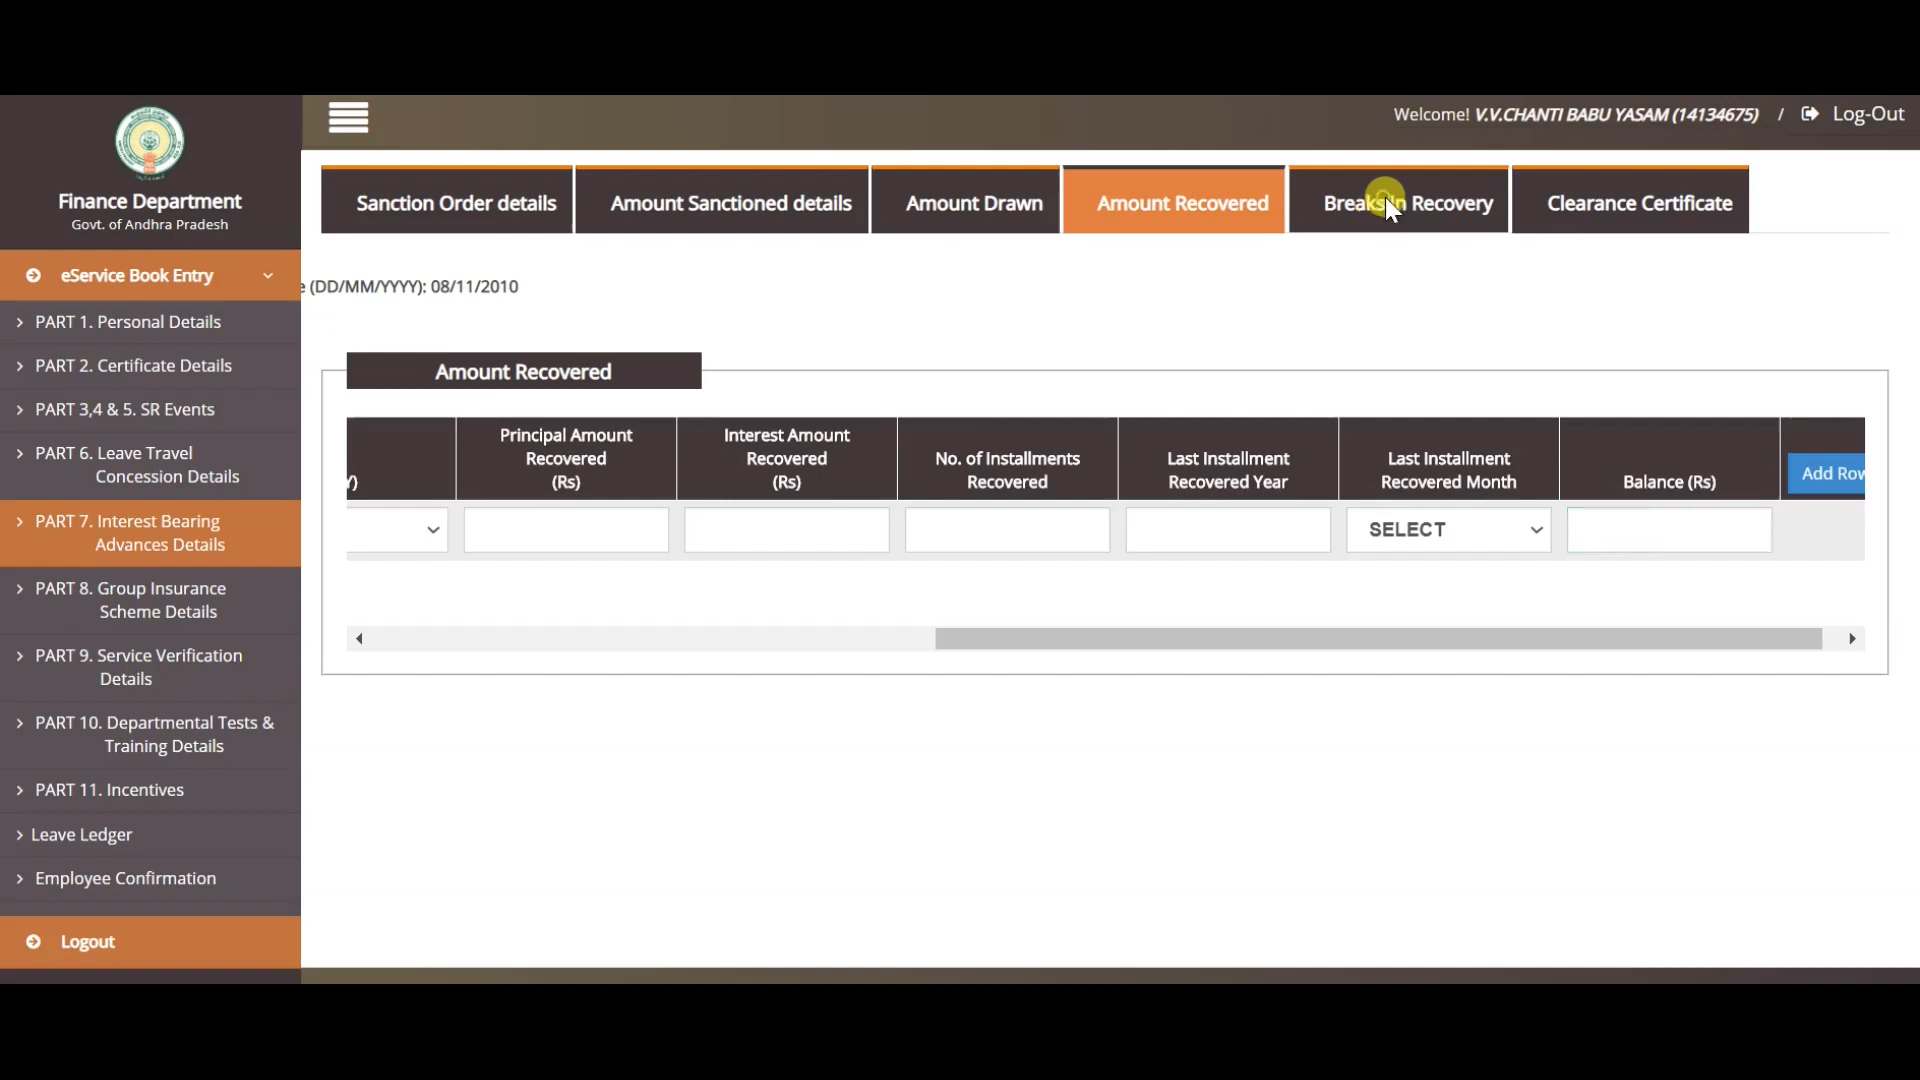 Welcome! V.V.CHANTI BABU YASAM (14134675) / Log-Out
Finance Department
Govt. of Andhra Pradesh
eService Book Entry
PART 1. Personal Details
PART 2. Certificate Details
PART 3,4 & 5. SR Events
PART 6. Leave Travel
Concession Details
PART 7. Interest Bearing
Advances Details
PART 8. Group Insurance
Scheme Details
PART 9. Service Verification
Details
PART 10. Departmental Tests &
Training Details
PART 11. Incentives
Leave Ledger
Employee Confirmation
Logout
Sanction Order details
Amount Sanctioned details
Amount Drawn
Amount Recovered
Breaks in Recovery
Clearance Certificate
e (DD/MM/YYYY): 08/11/2010
Amount Recovered
Y)
Principal Amount
Recovered
(Rs)
Interest Amount
Recovered
(Rs)
No. of Installments
Recovered
Last Installment
Recovered Year
Last Installment
Recovered Month
Balance (Rs)
Add Row
SELECT